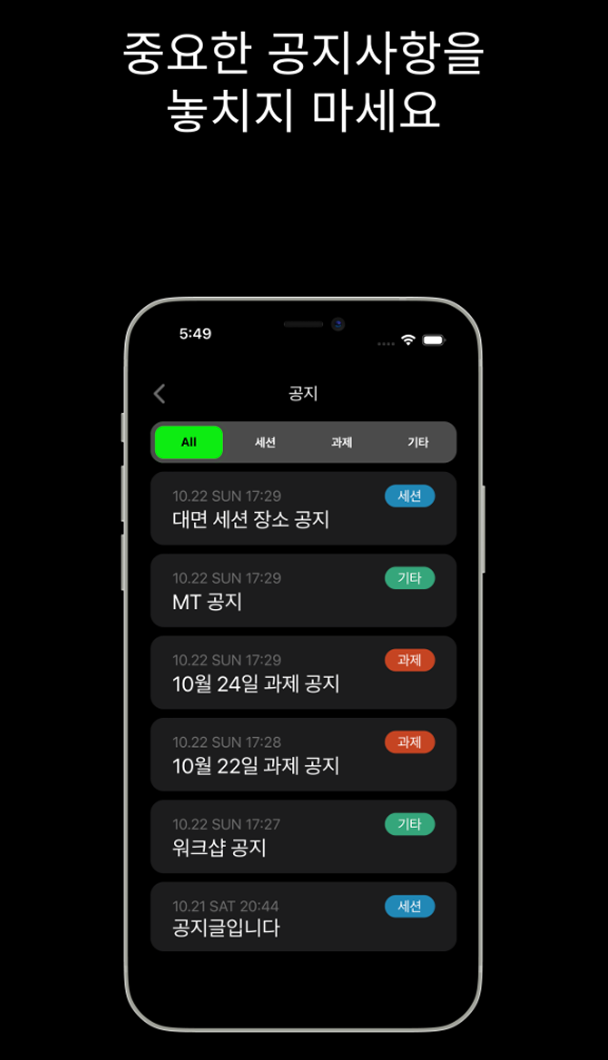 중요한 공지사항을
놓치지 마세요
5:49
공지
All 세션 과제 기타
10.22 SUN 17:29 세션
대면 세션 장소 공지
10.22 SUN 17:29 기타
MT 공지
10.22 SUN 17:29 과제
10월 24일 과제 공지
10.22 SUN 17:28 과제
10월 22일 과제 공지
10.22 SUN 17:27 기타
워크샵 공지
10.21 SAT 20:44 세션
공지글입니다